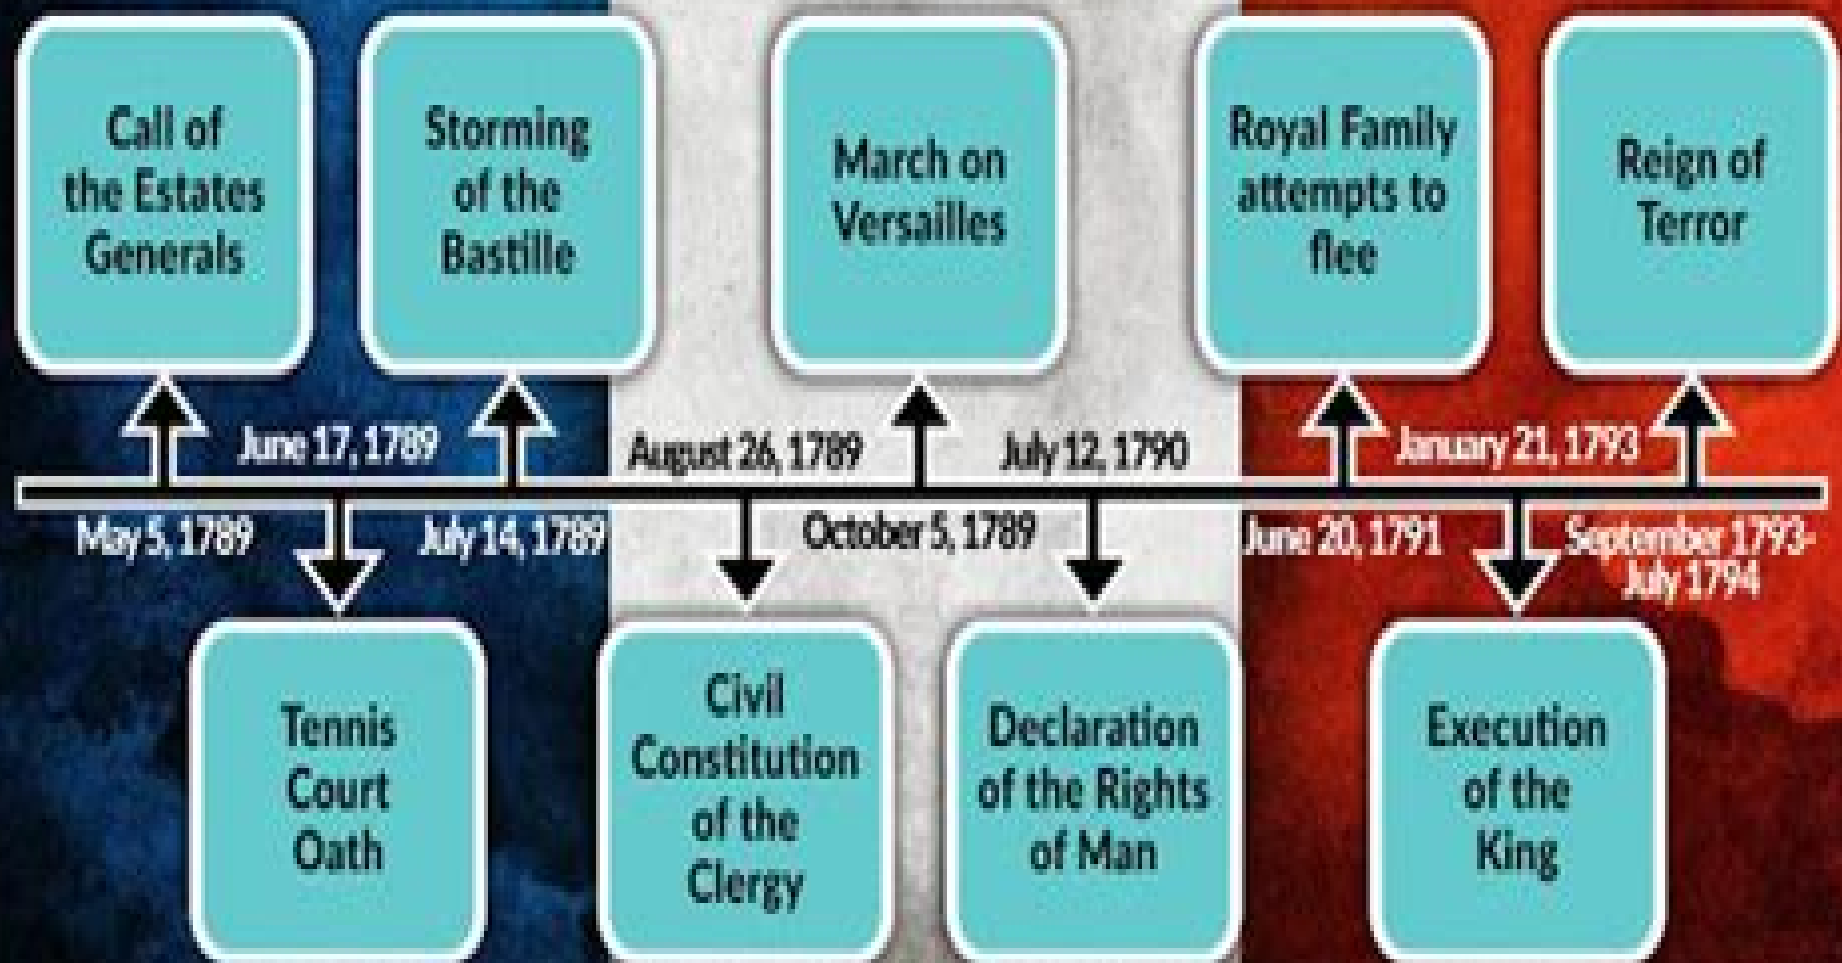 Call of
the Estates
Generals
Storming
of the
Bastille
March on
Versailles
Royal Family
attempts to
flee
Reign of
Terror
June 17, 1789
August 26, 1789
July 12, 1790
January 21, 1793
May 5, 1789
July 14, 1789
October 5, 1789
June 20, 1791
September 1793-
July 1794
Tennis
Court
Oath
Civil
Constitution
of the
Clergy
Declaration
of the Rights
of Man
Execution
of the
King